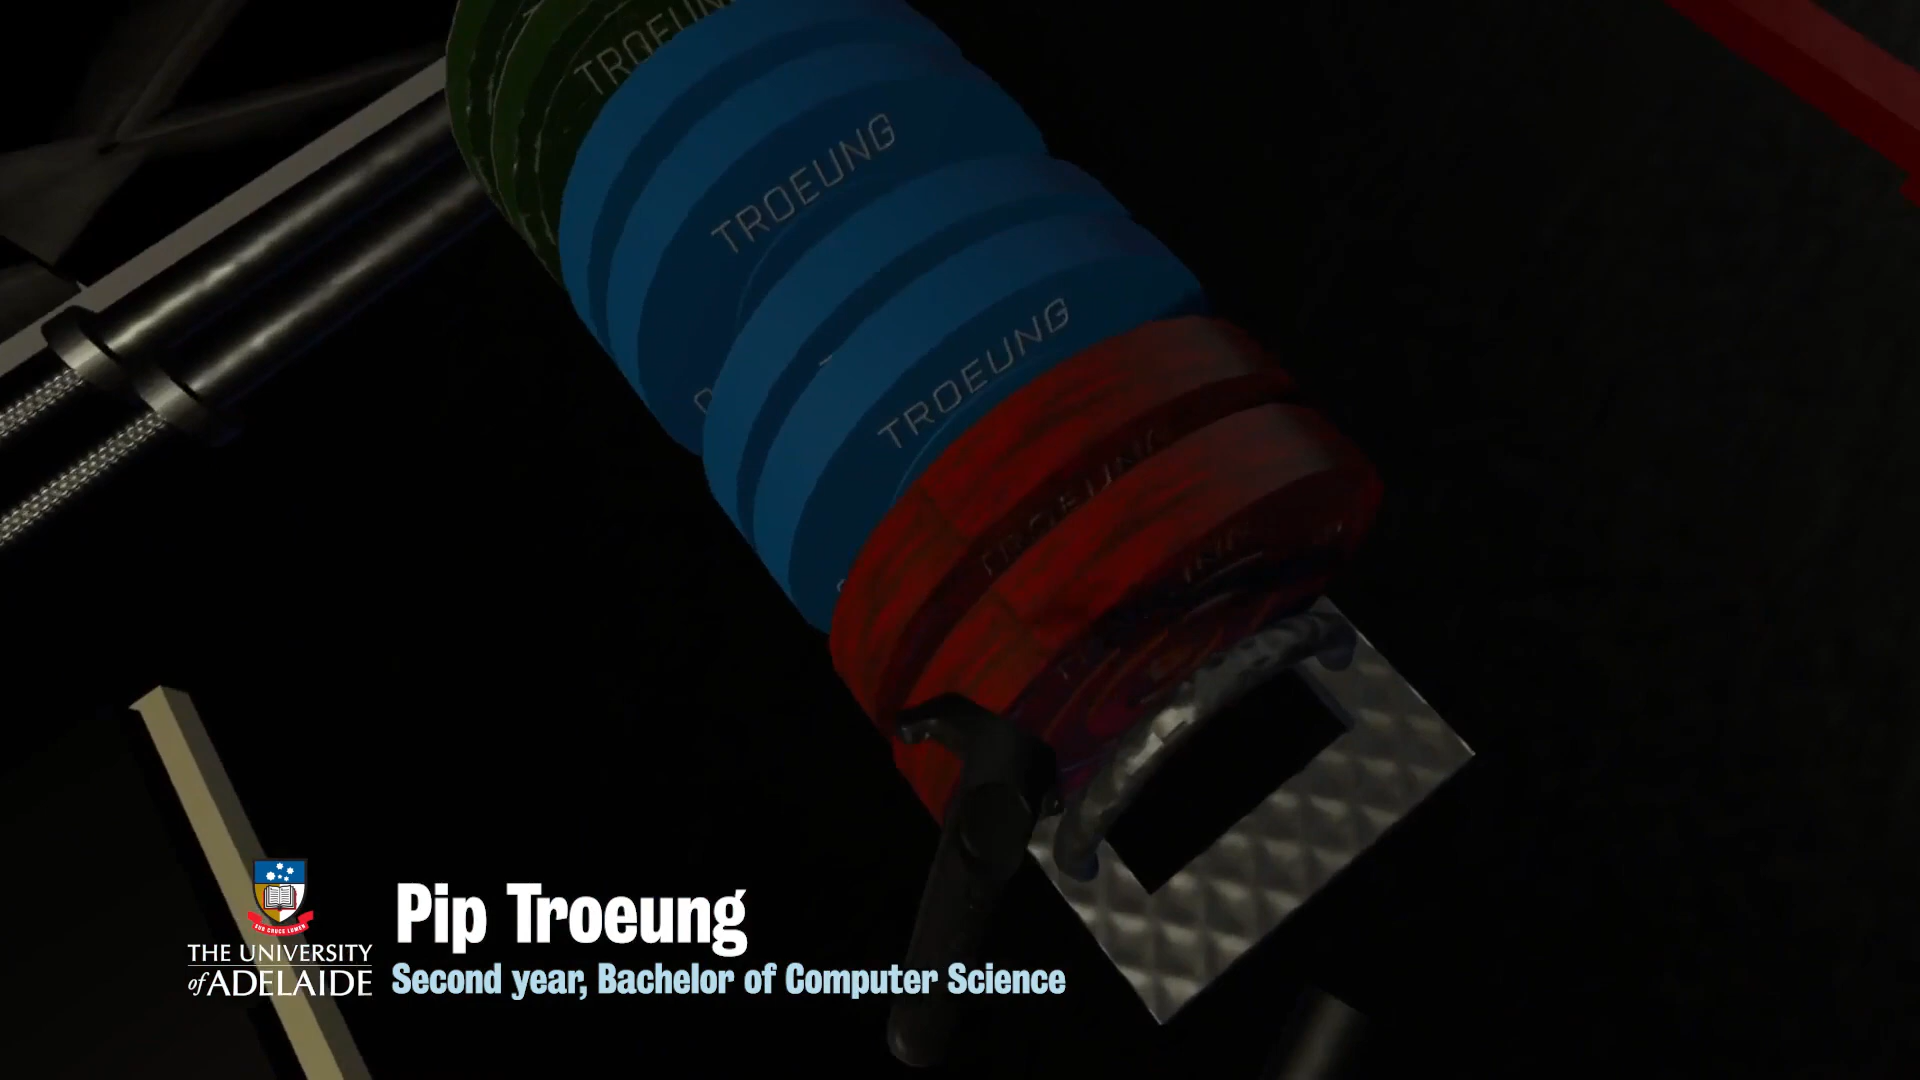 TROEUNG
TROEUNG
TROEUNG
TROEUNG
Pip Troeung
Second year, Bachelor of Computer Science
THE UNIVERSITY
of ADELAIDE